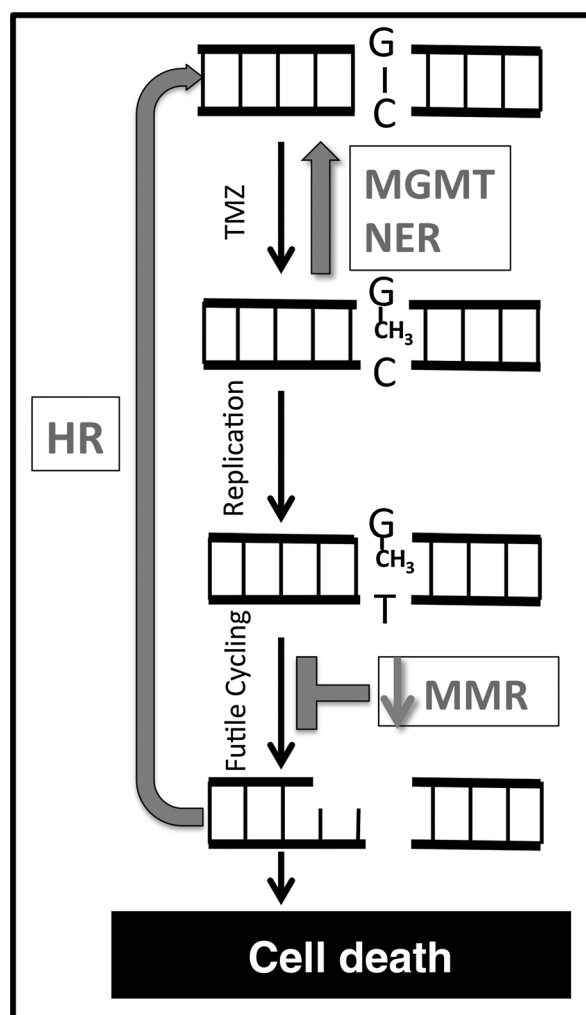 G
C
TMZ
MGMT
NER
G
CH3
C
HR
Replication
G
CH3
T
Futile Cycling
MMR
Cell death